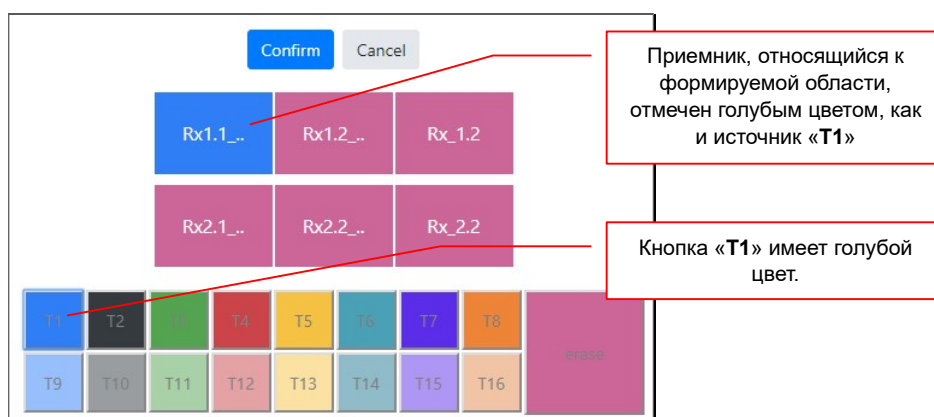 Confirm Cancel
Приемник, относящийся к
формируемой области,
отмечен голубым цветом, как
и источник «T1»
Rx1.1_.. Rx1.2_.. Rx_1.2
Rx2.1_.. Rx2.2_.. Rx_2.2
Кнопка «T1» имеет голубой
цвет.
T1 T2 T3 T4 T5 T6 T7 T8
erase
T9 T10 T11 T12 T13 T14 T15 T16